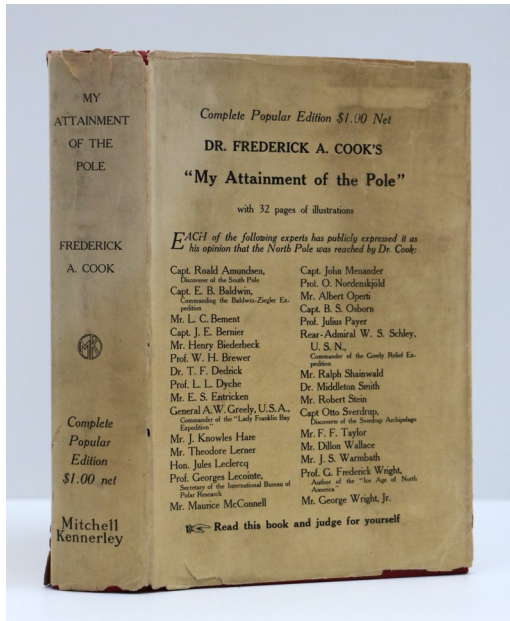 MY
ATTAINMENT
OF THE
POLE
FREDERICK
A. COOK
MK
Complete
Popular
Edition
$1.00 net
Mitchell
Kennerley
Complete Popular Edition $1.00 Net
DR. FREDERICK A. COOK'S
"My Attainment of the Pole"
with 32 pages of illustrations
EACH of the following experts has publicly expressed it as
his opinion that the North Pole was reached by Dr. Cook:
Capt. Roald Amundsen,
Discoverer of the South Pole
Capt. E. B. Baldwin,
Commanding the Baldwin-Ziegler Ex-
pedition
Mr. L. C. Bement
Capt. J. E. Bernier
Mr. Henry Biederbeck
Prof. W. H. Brewer
Dr. T. F. Dedrick
Prof. L. L. Dyche
Mr. E. S. Entricken
General A. W. Greely, U.S.A.,
Commander of the "Lady Franklin Bay
Expedition"
Mr. J. Knowles Hare
Mr. Theodore Lerner
Hon. Jules Leclercq
Prof. Georges Lecointe,
Secretary of the International Bureau of
Polar Research
Mr. Maurice McConnell
Capt. John Menander
Prof. O. Nordenskjöld
Mr. Albert Operti
Capt. B. S. Osborn
Prof. Julius Payer
Rear-Admiral W. S. Schley,
U. S. N.,
Commander of the Greely Relief Ex-
pedition
Mr. Ralph Shainwald
Dr. Middleton Smith
Mr. Robert Stein
Capt Otto Sverdrup,
Discoverer of the Sverdrup Archipelago
Mr. F. F. Taylor
Mr. Dillon Wallace
Mr. J. S. Warmbath
Prof. G. Frederick Wright,
Author of the "Ice Age of North
America"
Mr. George Wright, Jr.
Read this book and judge for yourself